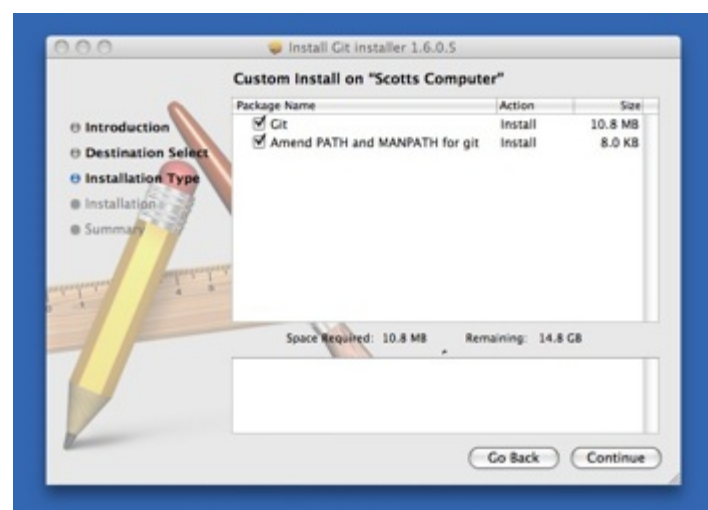 Install Git installer 1.6.0.5
Custom Install on "Scotts Computer"
Introduction
Destination Select
Installation Type
Installation
Summary
Package Name Action Size
Git Install 10.8 MB
Amend PATH and MANPATH for git Install 8.0 KB
Space Required: 10.8 MB Remaining: 14.8 GB
Go Back Continue